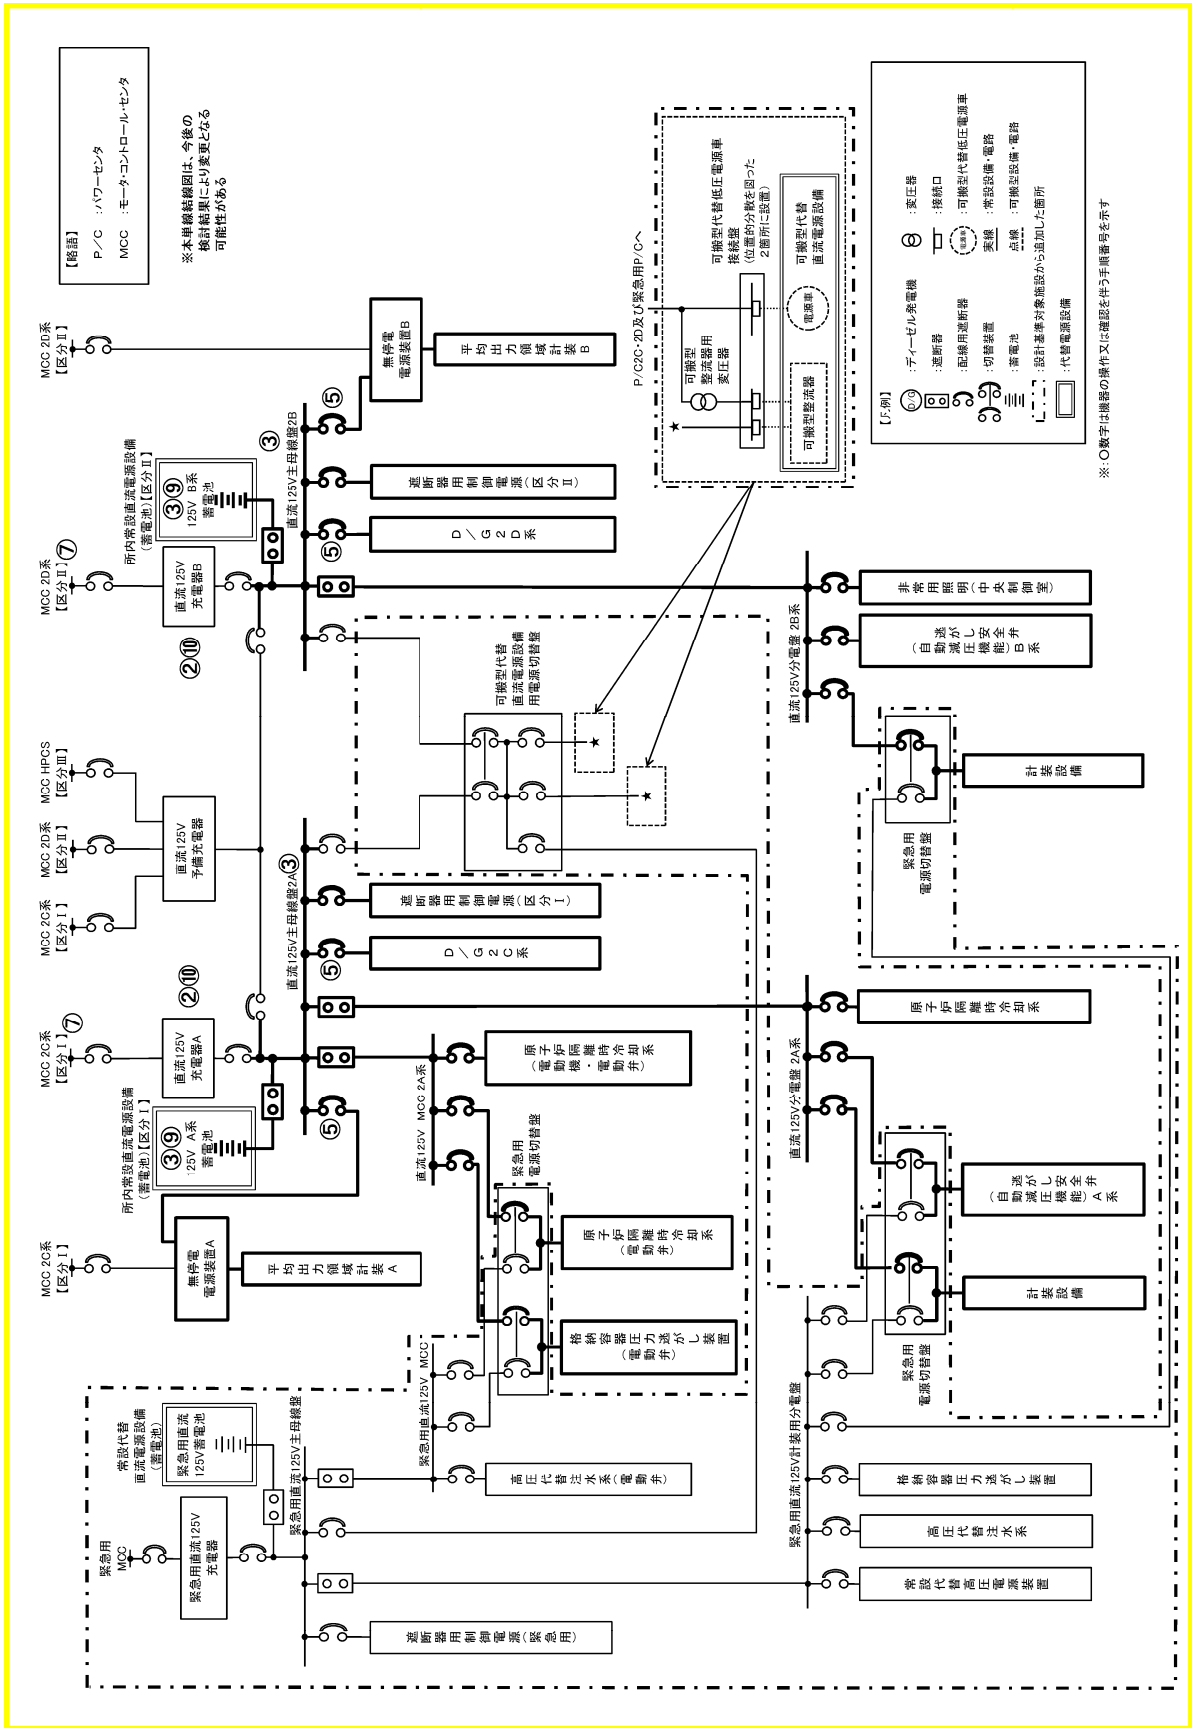 【略語】
P/C :パワーセンタ
MCC :モータ・コントロール・センタ
※本単線結線図は、今後の
検討結果により変更となる
可能性がある
緊急用
MCC
緊急用直流125V
充電器
常設代替
直流電源設備
(蓄電池)
緊急用直流
125V蓄電池
緊急用直流125V主母線盤
遮断器用制御電源(緊急用)
緊急用直流125V MCC
高圧代替注水系(電動弁)
緊急用直流125V計装用分電盤
常設代替高圧電源装置
高圧代替注水系
格納容器圧力逃がし装置
MCC 2C系
【区分Ⅰ】
無停電
電源装置A
平均出力領域計装A
所内常設直流電源設備
(蓄電池)【区分Ⅰ】
③⑨
125V A系
蓄電池
MCC 2C系
【区分Ⅰ】
⑦
直流125V
充電器A
②⑩
⑤
直流125V主母線盤2A
③
⑤
D/G2C系
遮断器用制御電源(区分Ⅰ)
直流125V MCC 2A系
原子炉隔離時冷却系
(電動機・電動弁)
緊急用
電源切替盤
原子炉隔離時冷却系
(電動弁)
格納容器圧力逃がし装置
(電動弁)
MCC 2C系
【区分Ⅰ】
MCC 2D系
【区分Ⅱ】
MCC HPCS
【区分Ⅲ】
直流125V
予備充電器
直流125V分電盤 2A系
原子炉隔離時冷却系
逃がし安全弁
(自動減圧機能)A系
計装設備
緊急用
電源切替盤
MCC 2D系
【区分Ⅱ】
⑦
直流125V
充電器B
②⑩
所内常設直流電源設備
(蓄電池)【区分Ⅱ】
③⑨
125V B系
蓄電池
直流125V主母線盤2B
③
⑤
D/G2D系
遮断器用制御電源(区分Ⅱ)
⑤
MCC 2D系
【区分Ⅱ】
無停電
電源装置B
平均出力領域計装B
可搬型代替
直流電源設備
用電源切替盤
★
★
直流125V分電盤 2B系
非常用照明(中央制御室)
逃がし安全弁
(自動減圧機能)B系
計装設備
緊急用
電源切替盤
P/C2C・2D及び緊急用P/Cへ
可搬型代替低圧電源車
接続盤
(位置的分散を図った
2箇所に設置)
可搬型
整流器用
変圧器
★
可搬型代替
直流電源設備
電源車
可搬型整流器
【凡例】
D/G :ディーゼル発電機
:遮断器
:配線用遮断器
:切替装置
:蓄電池
:設計基準対象施設から追加した箇所
:代替電源設備
:変圧器
:接続口
電源車 :可搬型代替低圧電源車
実線 :常設設備・電路
点線 :可搬型設備・電路
※:〇数字は機器の操作又は確認を伴う手順番号を示す